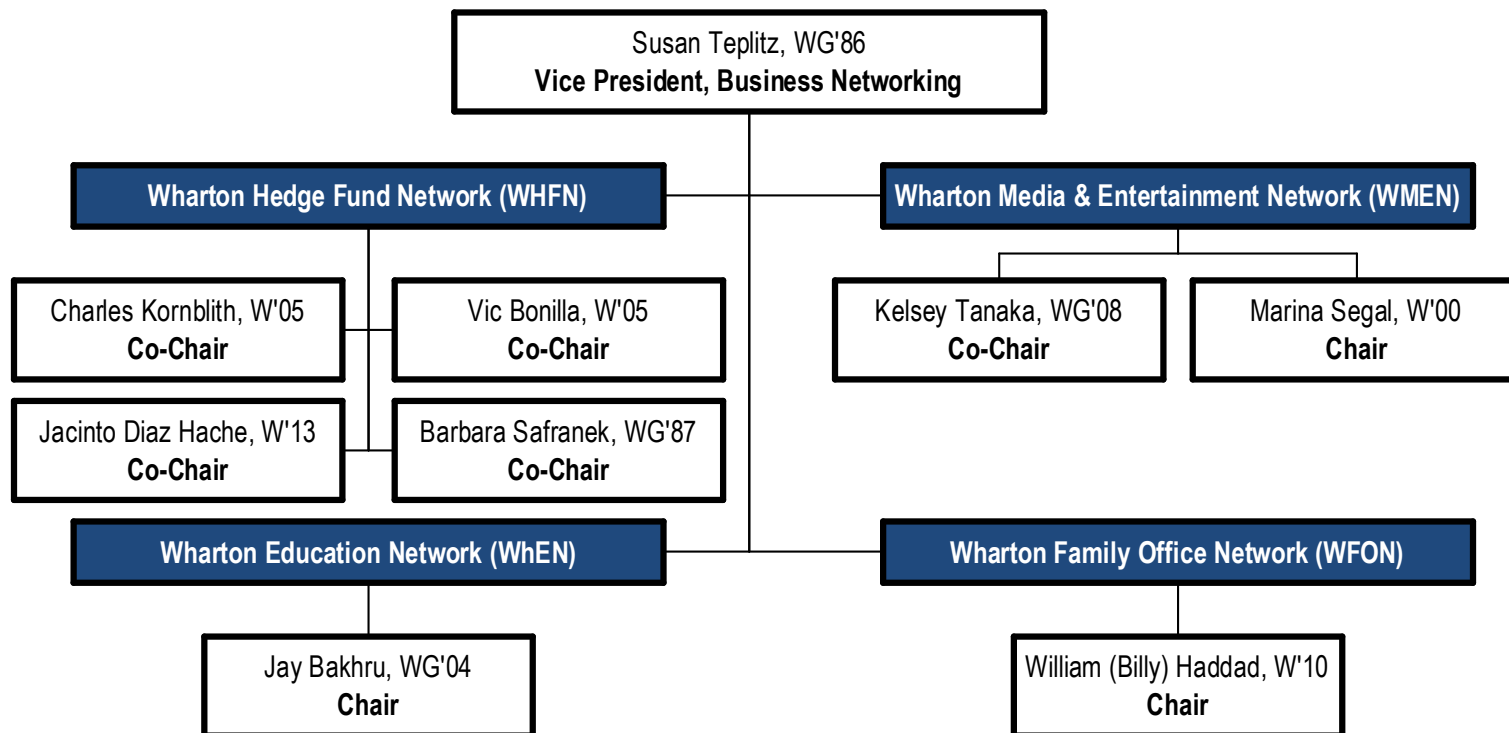 Susan Teplitz, WG'86
Vice President, Business Networking
Wharton Hedge Fund Network (WHFN)
Wharton Media & Entertainment Network (WMEN)
Charles Kornblith, W'05
Co-Chair
Vic Bonilla, W'05
Co-Chair
Kelsey Tanaka, WG'08
Co-Chair
Marina Segal, W'00
Chair
Jacinto Diaz Hache, W'13
Co-Chair
Barbara Safranek, WG'87
Co-Chair
Wharton Education Network (WhEN)
Wharton Family Office Network (WFON)
Jay Bakhru, WG'04
Chair
William (Billy) Haddad, W'10
Chair